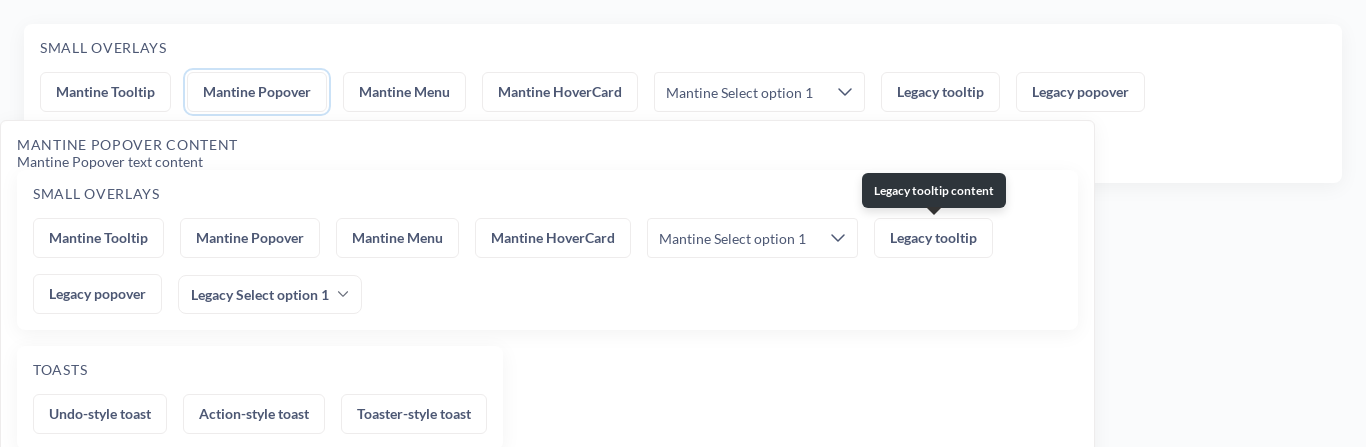 SMALL OVERLAYS
Mantine Tooltip Mantine Popover Mantine Menu Mantine HoverCard Mantine Select option 1 Legacy tooltip Legacy popover
MANTINE POPOVER CONTENT
Mantine Popover text content
SMALL OVERLAYS
Legacy tooltip content
Mantine Tooltip Mantine Popover Mantine Menu Mantine HoverCard Mantine Select option 1 Legacy tooltip
Legacy popover Legacy Select option 1
TOASTS
Undo-style toast Action-style toast Toaster-style toast